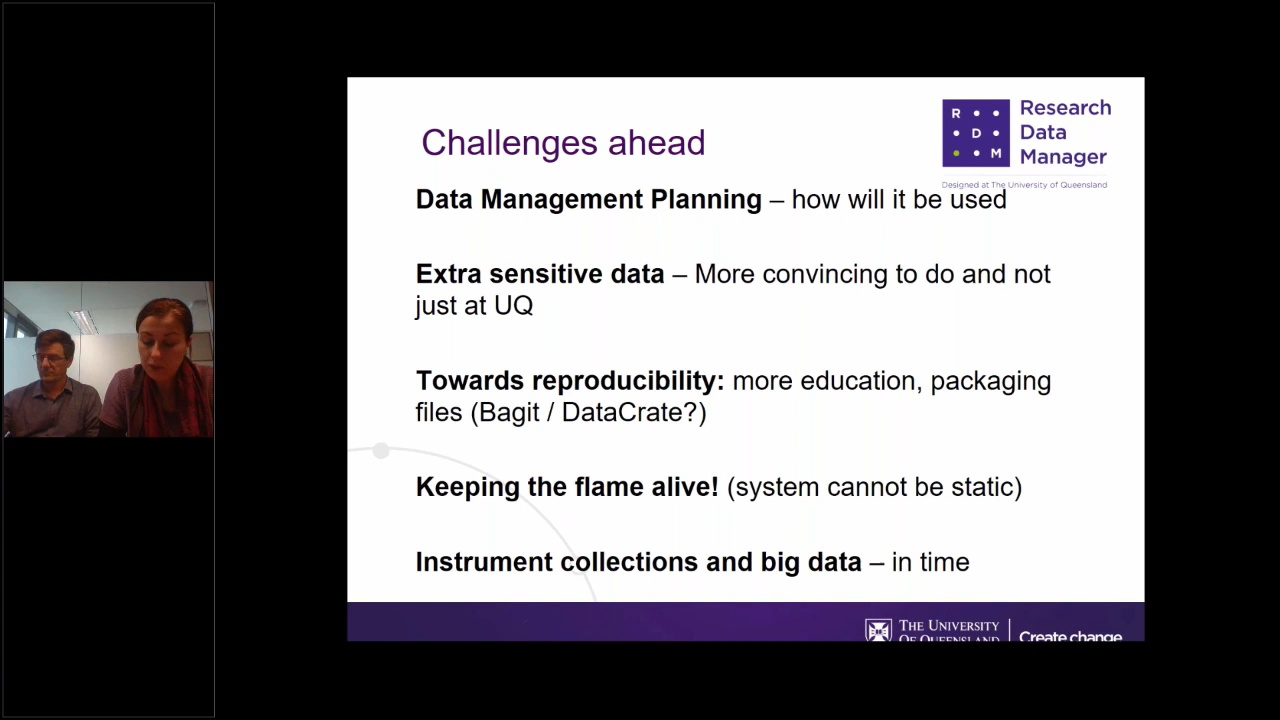 Challenges ahead
R
D
M
Research
Data
Manager
Designed at The University of Queensland
Data Management Planning – how will it be used
Extra sensitive data – More convincing to do and not
just at UQ
Towards reproducibility: more education, packaging
files (Bagit / DataCrate?)
Keeping the flame alive! (system cannot be static)
Instrument collections and big data – in time
THE UNIVERSITY
OF QUEENSLAND
Create change